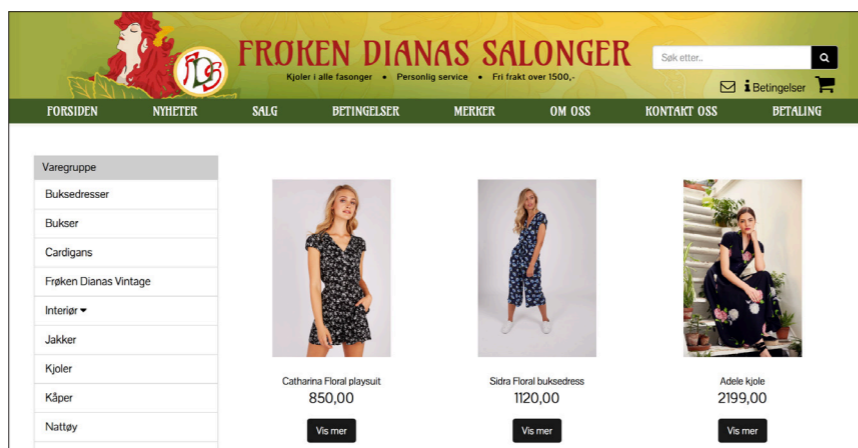 FRØKEN DIANAS SALONGER
Kjoler i alle fasonger • Personlig service • Fri frakt over 1500,-
Søk etter..
i Betingelser
FDS
FORSIDEN NYHETER SALG BETINGELSER MERKER OM OSS KONTAKT OSS BETALING
Varegruppe
Buksedresser
Bukser
Cardigans
Frøken Dianas Vintage
Interiør
Jakker
Kjoler
Kåper
Nattøy
Catharina Floral playsuit
850,00
Vis mer
Sidra Floral buksedress
1120,00
Vis mer
Adele kjole
2199,00
Vis mer